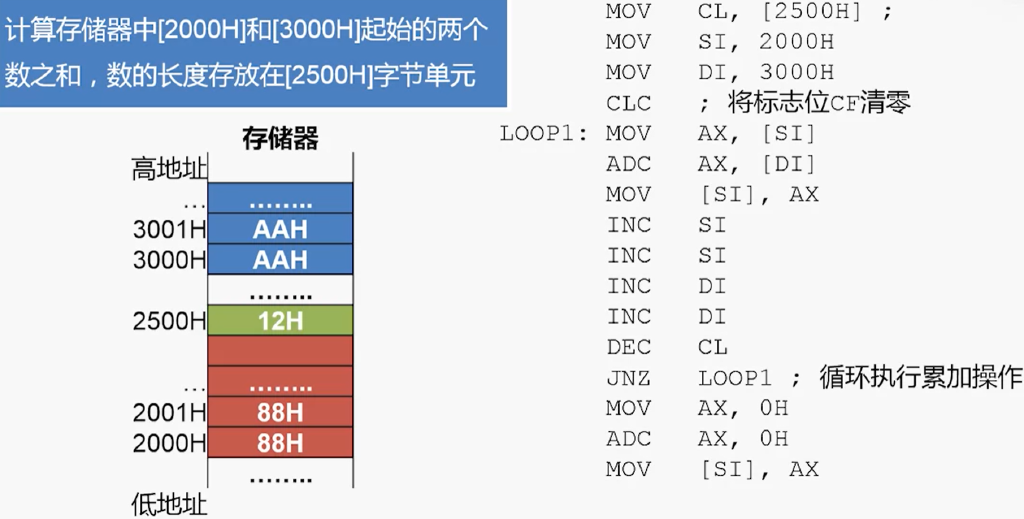 计算存储器中[2000H]和[3000H]起始的两个
数之和，数的长度存放在[2500H]字节单元
存储器
高地址
... ........
3001H AAH
3000H AAH
........
2500H 12H
... ........
2001H 88H
2000H 88H
........
低地址
MOV CL, [2500H] ;
MOV SI, 2000H
MOV DI, 3000H
CLC ; 将标志位CF清零
LOOP1: MOV AX, [SI]
ADC AX, [DI]
MOV [SI], AX
INC SI
INC SI
INC DI
INC DI
DEC CL
JNZ LOOP1 ; 循环执行累加操作
MOV AX, 0H
ADC AX, 0H
MOV [SI], AX